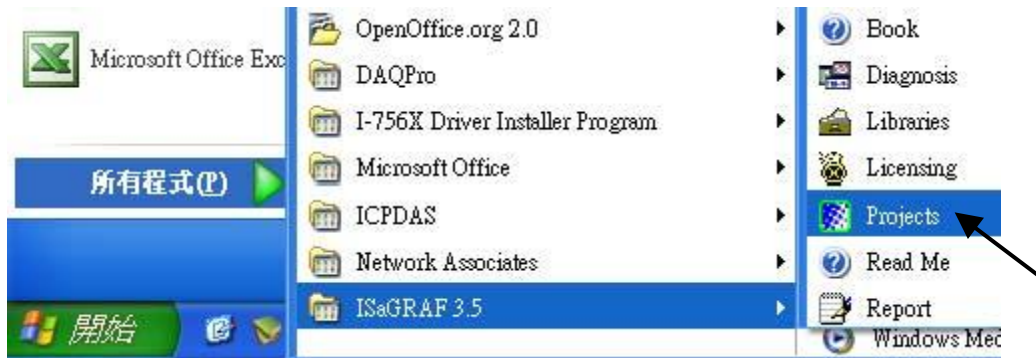 Microsoft Office Exc
所有程式(P)
開始
OpenOffice.org 2.0
DAQPro
I-756X Driver Installer Program
Microsoft Office
ICPDAS
Network Associates
ISaGRAF 3.5
Book
Diagnosis
Libraries
Licensing
Projects
Read Me
Report
Windows Med